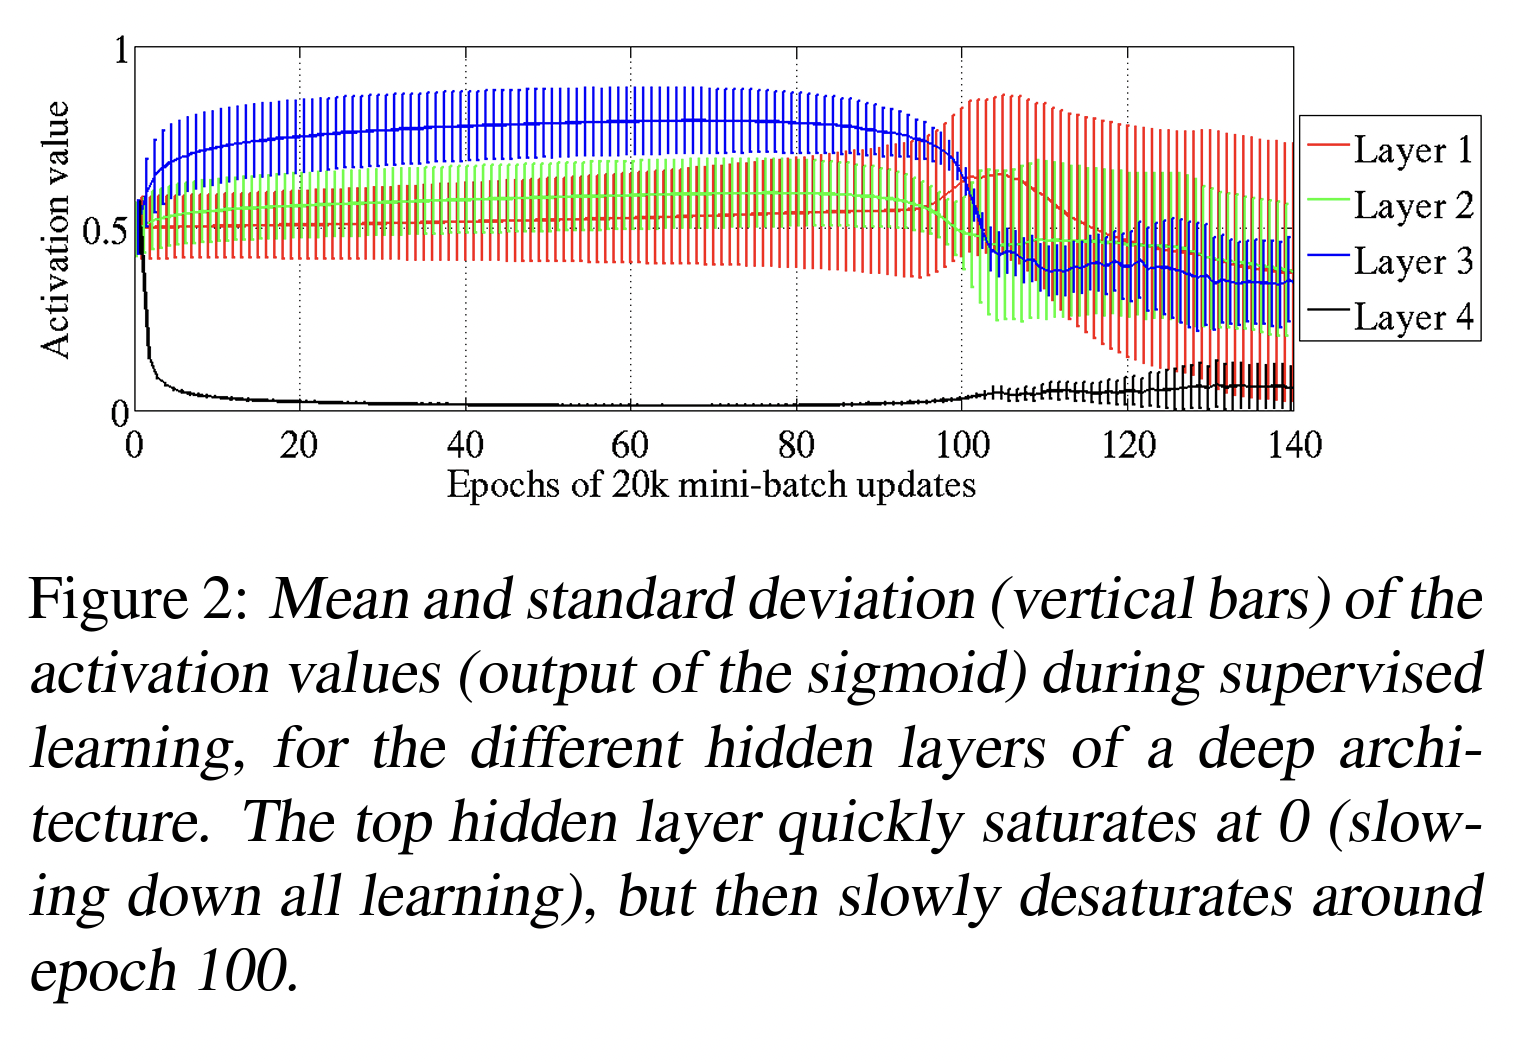 1
0.5
0
Activation value
0 20 40 60 80 100 120 140
Epochs of 20k mini-batch updates
Layer 1
Layer 2
Layer 3
Layer 4
Figure 2: Mean and standard deviation (vertical bars) of the
activation values (output of the sigmoid) during supervised
learning, for the different hidden layers of a deep archi-
tecture. The top hidden layer quickly saturates at 0 (slow-
ing down all learning), but then slowly desaturates around
epoch 100.